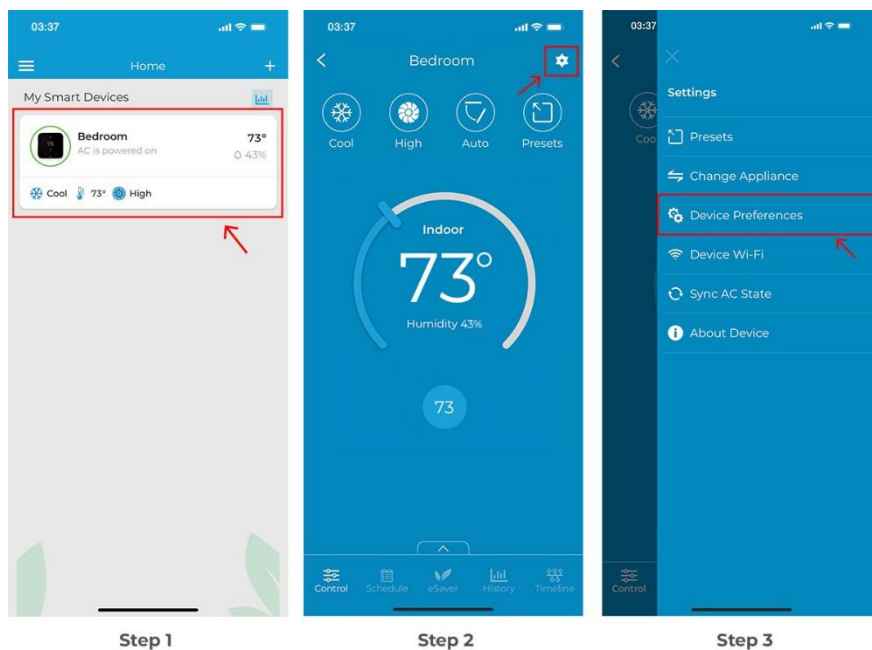 03:37
Home
+
My Smart Devices
Bedroom
AC is powered on
73°
43%
Cool 73° High
Step 1
03:37
Bedroom
Cool High Auto Presets
Indoor
73°
Humidity 43%
73
Control Schedule eSaver History Timeline
Step 2
03:37
Coo
Control
Settings
Presets
Change Appliance
Device Preferences
Device Wi-Fi
Sync AC State
About Device
Step 3